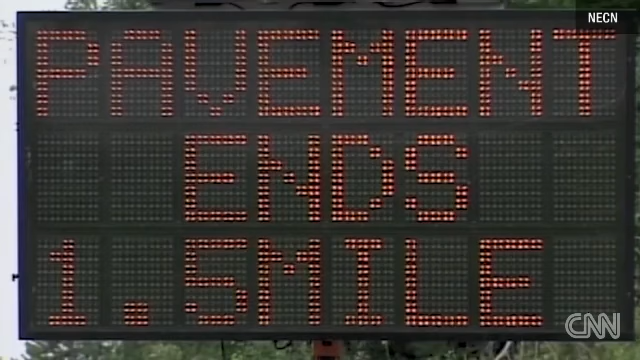 NECN
PAVEMENT
ENDS
1.5MILE
CNN